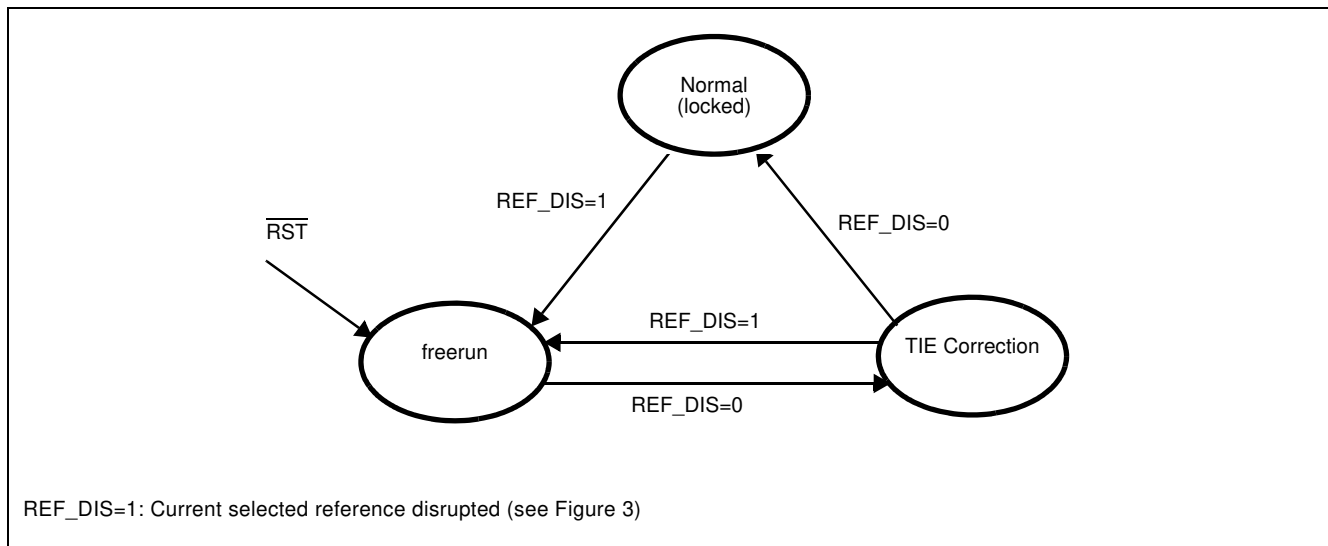 Normal
(locked)
REF_DIS=1
REF_DIS=0
RST
REF_DIS=1
freerun
TIE Correction
REF_DIS=0
REF_DIS=1: Current selected reference disrupted (see Figure 3)